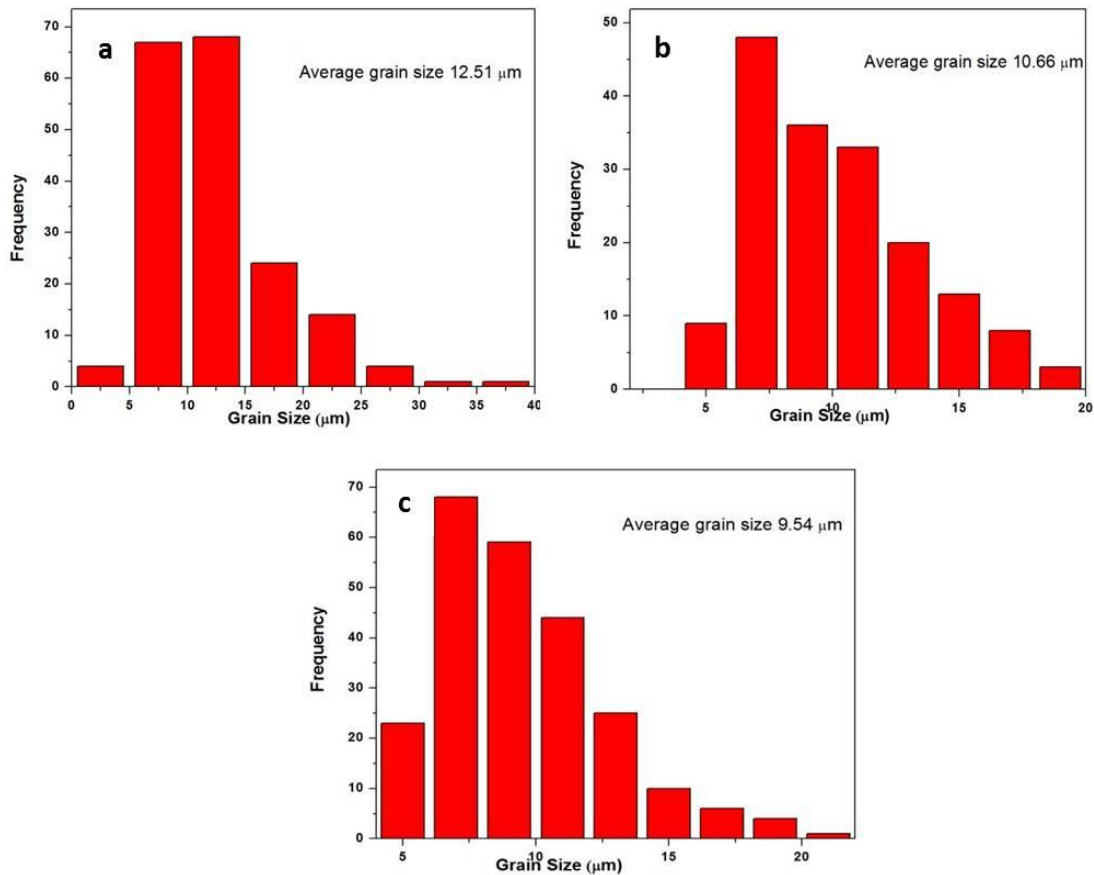 a
Average grain size 12.51 μm
70
60
50
40
30
20
10
0
Frequency
0 5 10 15 20 25 30 35 40
Grain Size (μm)
b
Average grain size 10.66 μm
50
40
30
20
10
0
Frequency
5 10 15 20
Grain Size (μm)
c
Average grain size 9.54 μm
70
60
50
40
30
20
10
0
Frequency
5 10 15 20
Grain Size (μm)